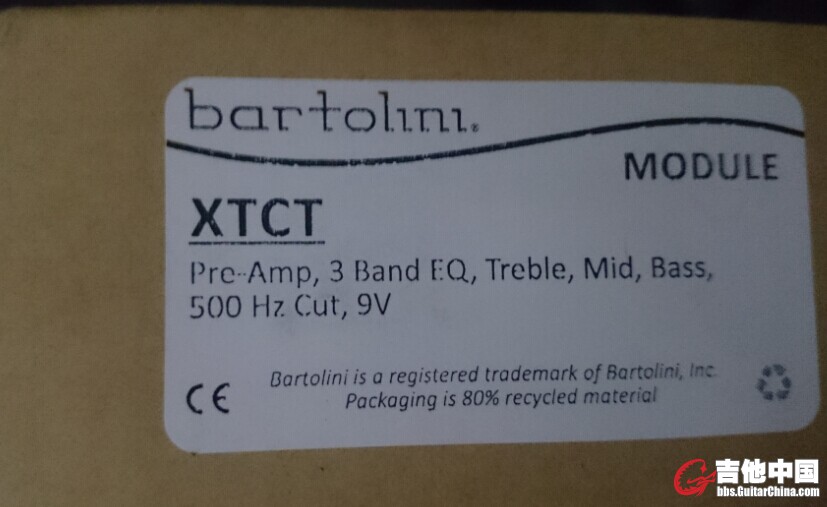 bartolini®
MODULE
XTCT
Pre-Amp, 3 Band EQ, Treble, Mid, Bass,
500 Hz Cut, 9V
CE
Bartolini is a registered trademark of Bartolini, Inc.
Packaging is 80% recycled material
吉他中国
bbs.GuitarChina.com